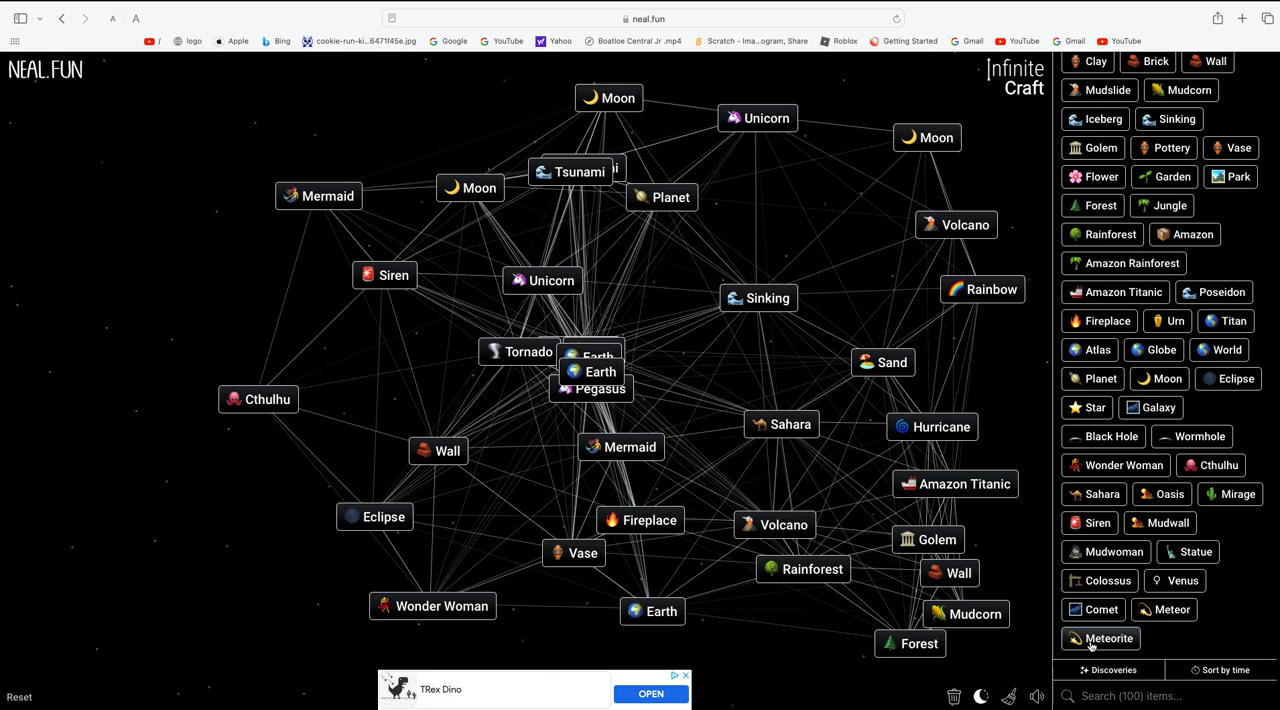 A A neal.fun
/ logo Apple Bing cookie-run-ki...6471f45e.jpg Google YouTube Yahoo Boatloe Central Jr .mp4 Scratch - Ima...ogram, Share Roblox Getting Started Gmail YouTube Gmail YouTube
NEAL.FUN
Infinite
Craft
Moon
Unicorn
Moon
Tsunami
Moon
Mermaid
Planet
Volcano
Siren
Unicorn
Rainbow
Sinking
Tornado
Earth
Earth
Sand
Pegasus
Cthulhu
Sahara
Hurricane
Wall
Mermaid
Amazon Titanic
Eclipse
Fireplace
Volcano
Golem
Vase
Rainforest
Wall
Wonder Woman
Earth
Mudcorn
Forest
Clay Brick Wall
Mudslide Mudcorn
Iceberg Sinking
Golem Pottery Vase
Flower Garden Park
Forest Jungle
Rainforest Amazon
Amazon Rainforest
Amazon Titanic Poseidon
Fireplace Urn Titan
Atlas Globe World
Planet Moon Eclipse
Star Galaxy
Black Hole Wormhole
Wonder Woman Cthulhu
Sahara Oasis Mirage
Siren Mudwall
Mudwoman Statue
Colossus Venus
Comet Meteor
Meteorite
Discoveries Sort by time
Search (100) items...
TRex Dino
OPEN
Reset